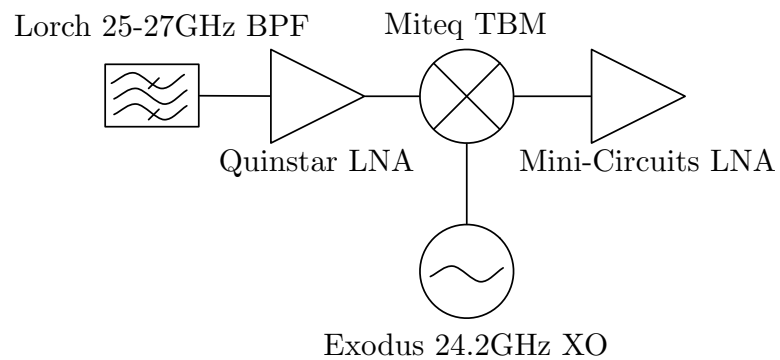 Lorch 25-27GHz BPF
Miteq TBM
Quinstar LNA
Mini-Circuits LNA
Exodus 24.2GHz XO